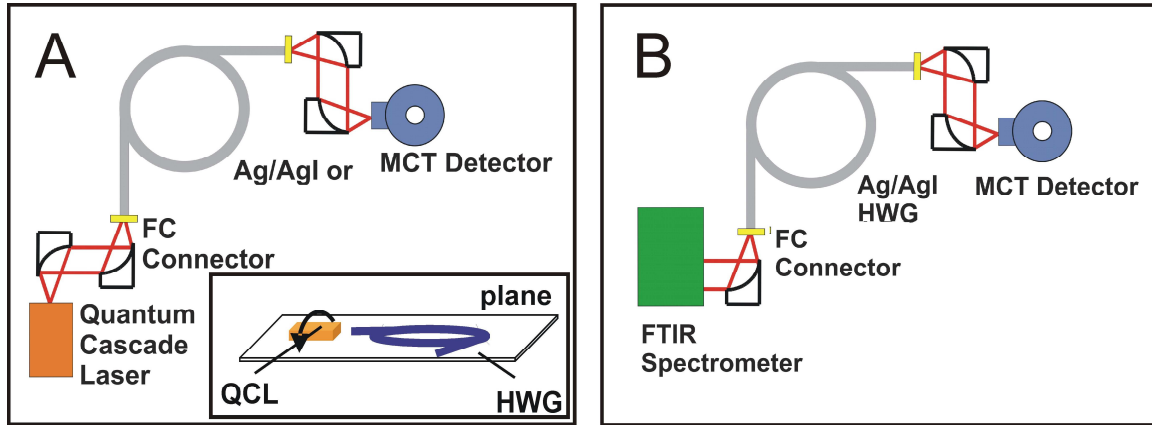 A
Ag/AgI or
MCT Detector
FC
Connector
Quantum
Cascade
Laser
plane
QCL
HWG
B
Ag/AgI
HWG
MCT Detector
FC
Connector
FTIR
Spectrometer